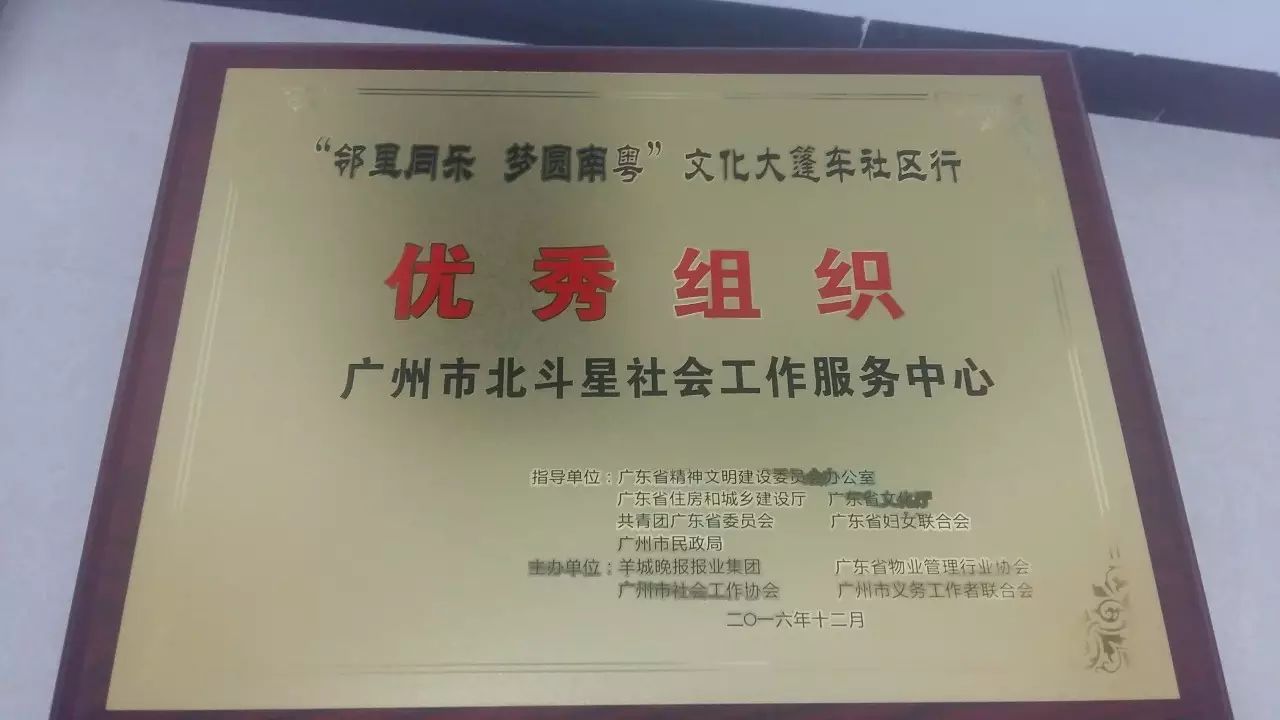 “邻里同乐 梦圆南粤”文化大篷车社区行
优秀组织
广州市北斗星社会工作服务中心
指导单位：广东省精神文明建设委员会办公室
广东省住房和城乡建设厅 广东省文化厅
共青团广东省委员会 广东省妇女联合会
广州市民政局
主办单位：羊城晚报报业集团 广东省物业管理行业协会
广州市社会工作协会 广州市义务工作者联合会
二〇一六年十二月